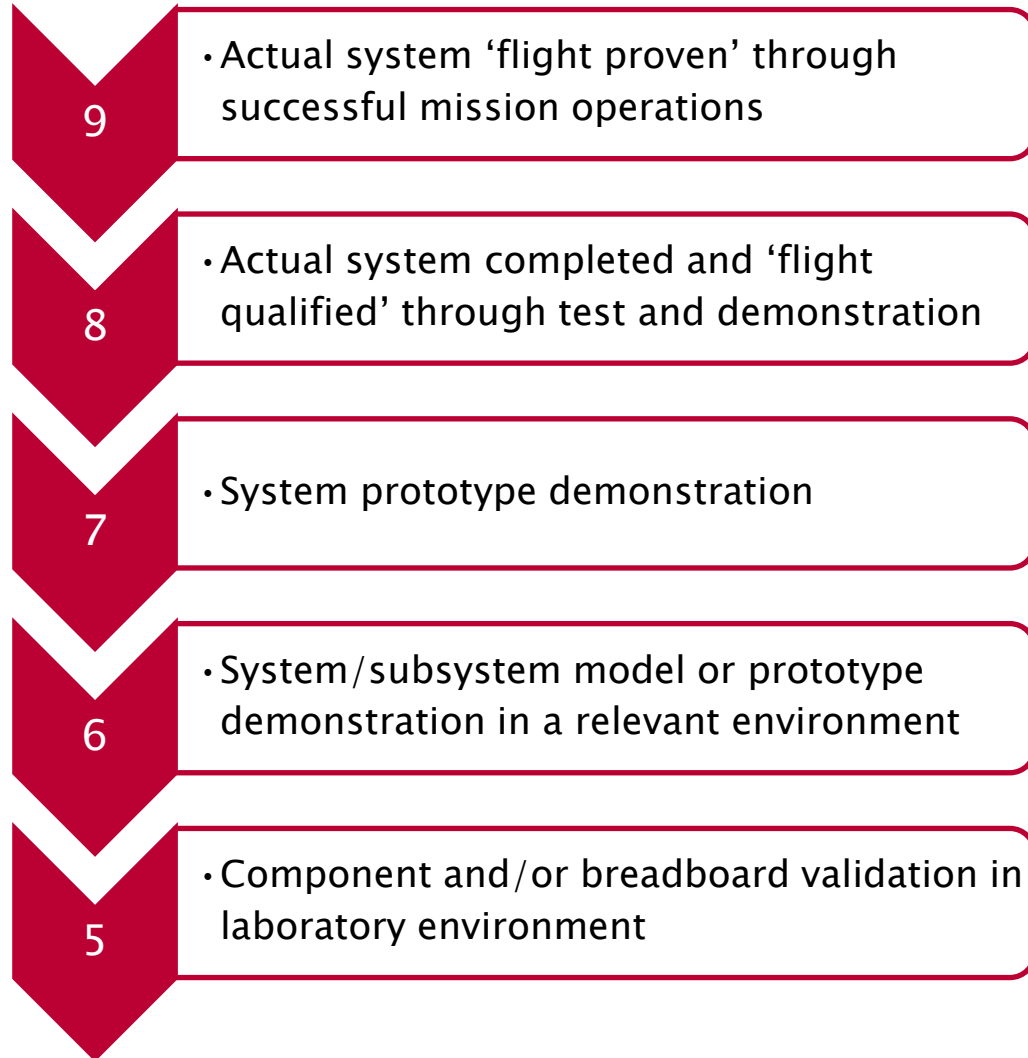 9
• Actual system ‘flight proven’ through
successful mission operations
8
• Actual system completed and ‘flight
qualified’ through test and demonstration
7
• System prototype demonstration
6
• System/subsystem model or prototype
demonstration in a relevant environment
5
• Component and/or breadboard validation in
laboratory environment